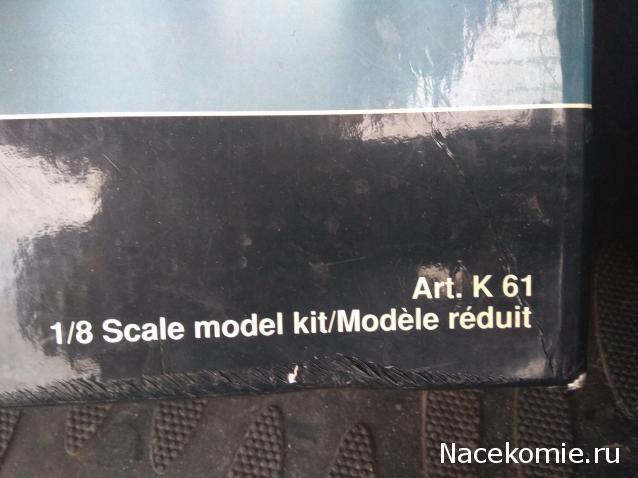 Art. K 61
1/8 Scale model kit/Modèle réduit
Nacekomie.ru